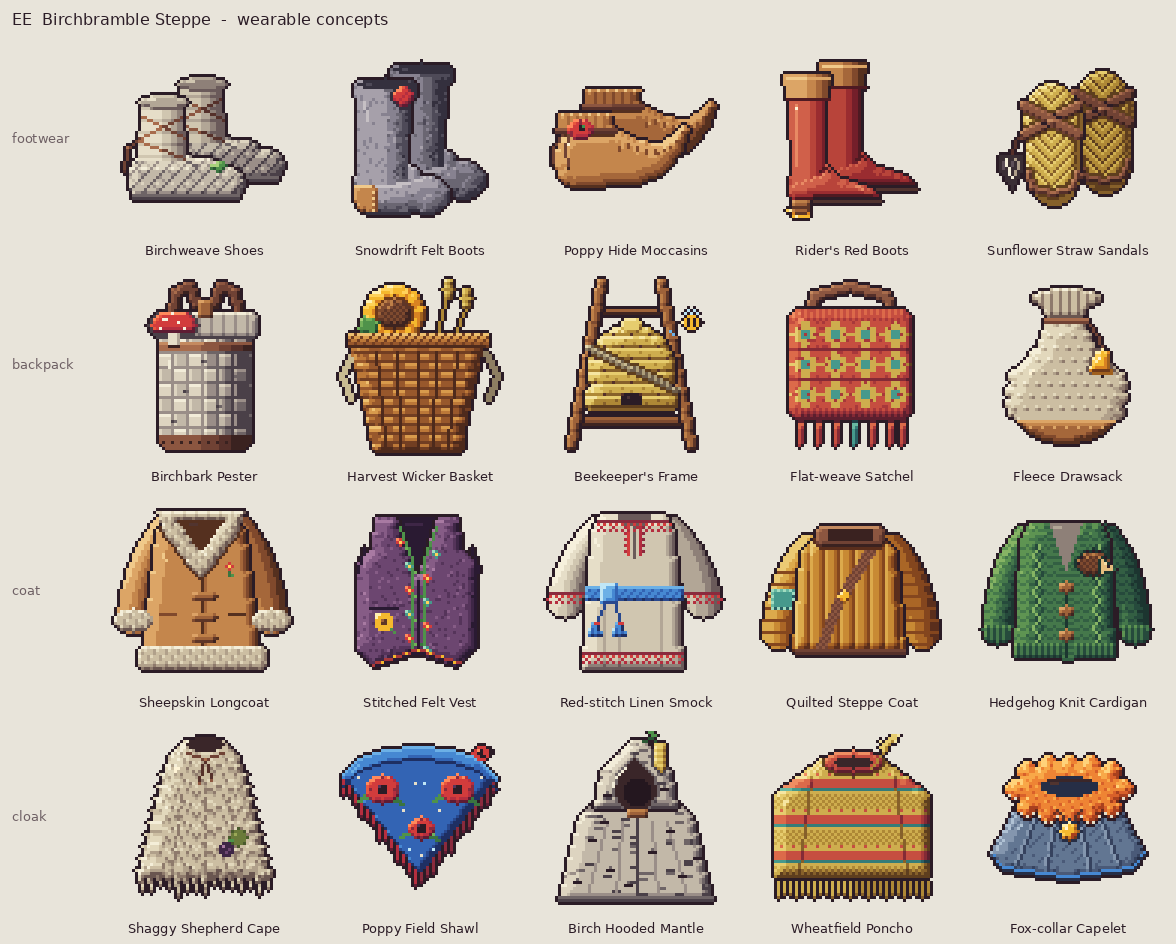 EE Birchbramble Steppe - wearable concepts
footwear
Birchweave Shoes
Snowdrift Felt Boots
Poppy Hide Moccasins
Rider's Red Boots
Sunflower Straw Sandals
backpack
Birchbark Pester
Harvest Wicker Basket
Beekeeper's Frame
Flat-weave Satchel
Fleece Drawsack
coat
Sheepskin Longcoat
Stitched Felt Vest
Red-stitch Linen Smock
Quilted Steppe Coat
Hedgehog Knit Cardigan
cloak
Shaggy Shepherd Cape
Poppy Field Shawl
Birch Hooded Mantle
Wheatfield Poncho
Fox-collar Capelet